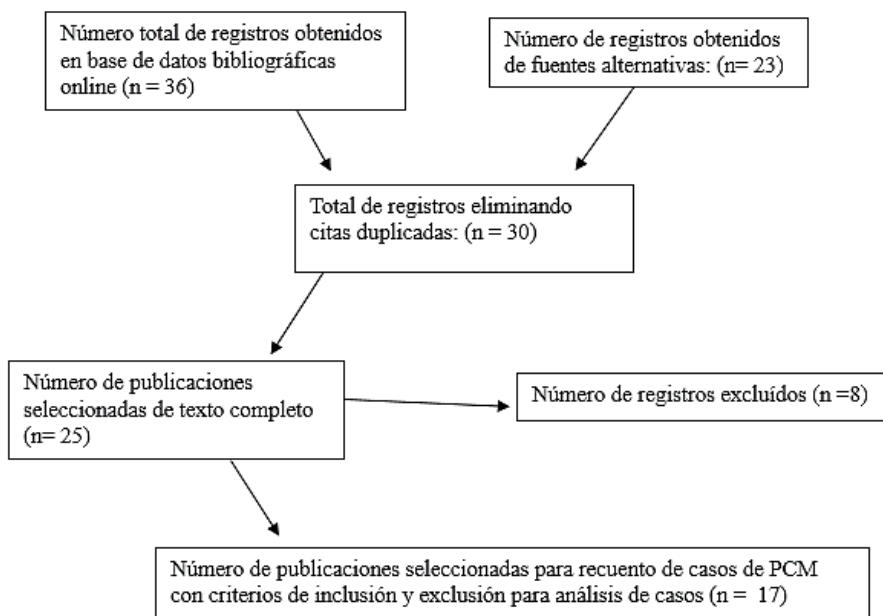 Número total de registros obtenidos
en base de datos bibliográficas
online (n = 36)
Número de registros obtenidos
de fuentes alternativas: (n= 23)
Total de registros eliminando
citas duplicadas: (n = 30)
Número de publicaciones
seleccionadas de texto completo
(n= 25)
Número de registros excluídos (n =8)
Número de publicaciones seleccionadas para recuento de casos de PCM
con criterios de inclusión y exclusión para análisis de casos (n = 17)